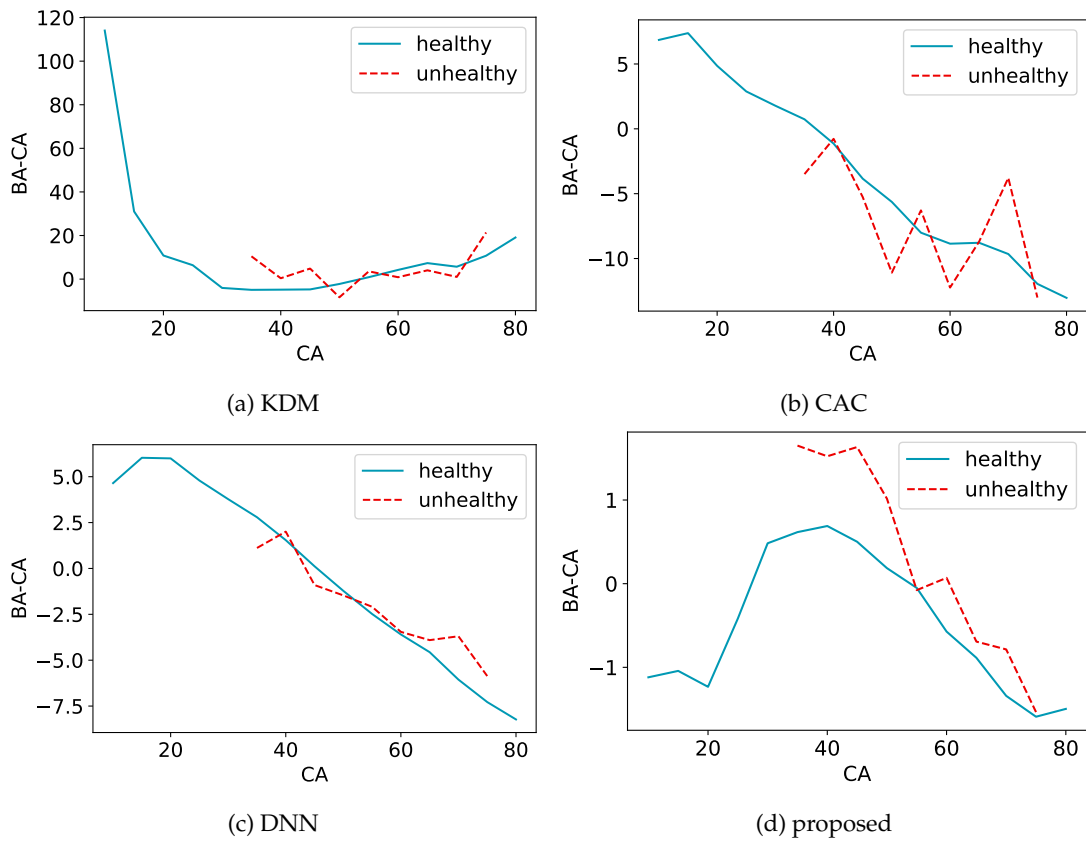 120
100
80
60
40
20
0
BA-CA
healthy
unhealthy
20
40
60
80
CA
(a) KDM
5
0
−5
−10
BA-CA
healthy
unhealthy
20
40
60
80
CA
(b) CAC
5.0
2.5
0.0
−2.5
−5.0
−7.5
BA-CA
healthy
unhealthy
20
40
60
80
CA
(c) DNN
1
0
−1
BA-CA
healthy
unhealthy
20
40
60
80
CA
(d) proposed